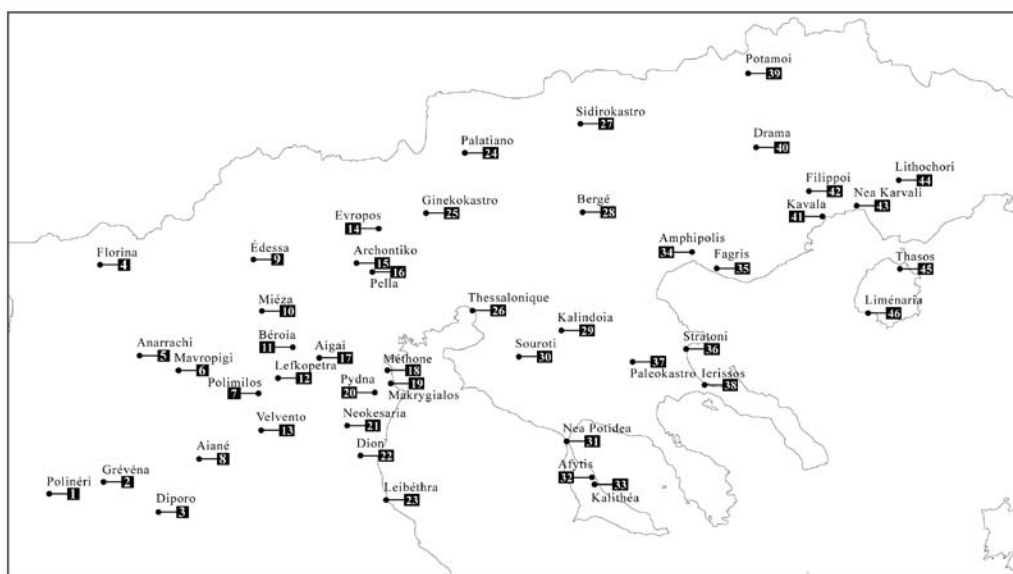 Potamoi
39
Sidirokastro
27
Drama
40
Palatiano
24
Lithochori
44
Filippoi
42
Nea Karvali
43
Kavala
41
Ginekokastro
25
Bergé
28
Evropos
14
Amphipolis
34
Fagris
35
Thasos
45
Florina
4
Édessa
9
Archontiko
15
16
Pella
Liménaria
46
Miéza
10
Thessalonique
26
Kalindoia
29
Béroia
11
Aigai
17
Souroti
30
Stratoni
36
Anarrachi
5
Mavropigi
6
Lefkopetra
12
Méthone
18
19
Makrygialos
37
Paleokastro
Ierissos
38
Polimilos
7
Pydna
20
Velvento
13
Neokesaria
21
Nea Potidea
31
Aiané
8
Dion
22
Afytis
32
33
Kalithéa
Grévéna
2
Polinéri
1
Diporo
3
Leibéthra
23